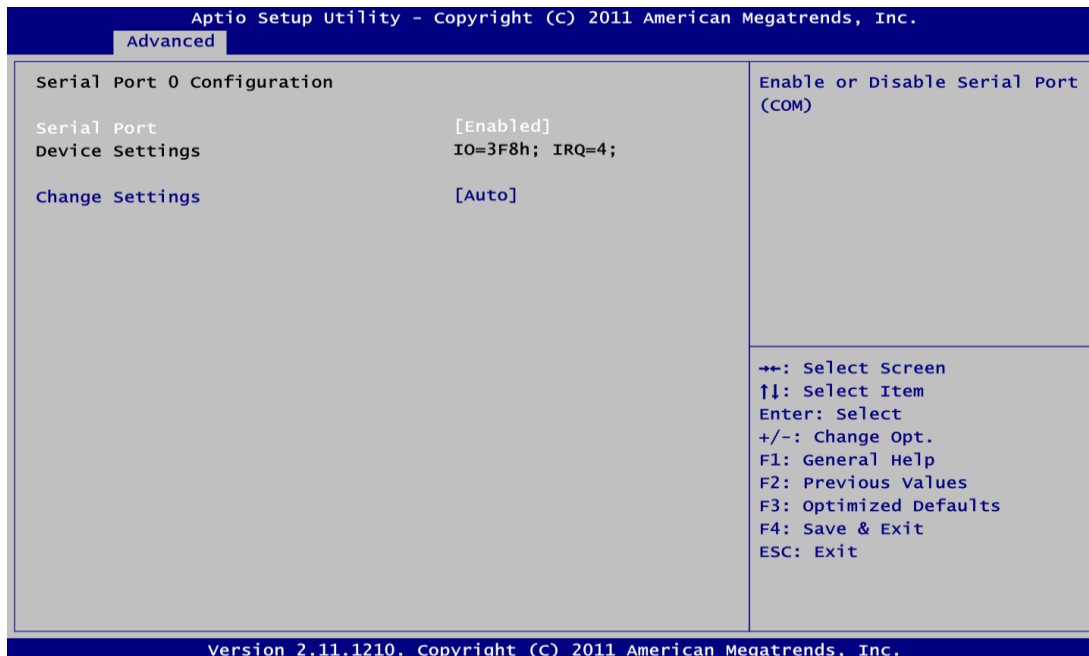 Aptio Setup Utility – Copyright (C) 2011 American Megatrends, Inc.
Advanced
Serial Port 0 Configuration
Serial Port [Enabled]
Device Settings IO=3F8h; IRQ=4;
Change Settings [Auto]
Enable or Disable Serial Port
(COM)
→←: Select Screen
↑↓: Select Item
Enter: Select
+/-: Change Opt.
F1: General Help
F2: Previous Values
F3: Optimized Defaults
F4: Save & Exit
ESC: Exit
Version 2.11.1210. Copyright (C) 2011 American Megatrends, Inc.